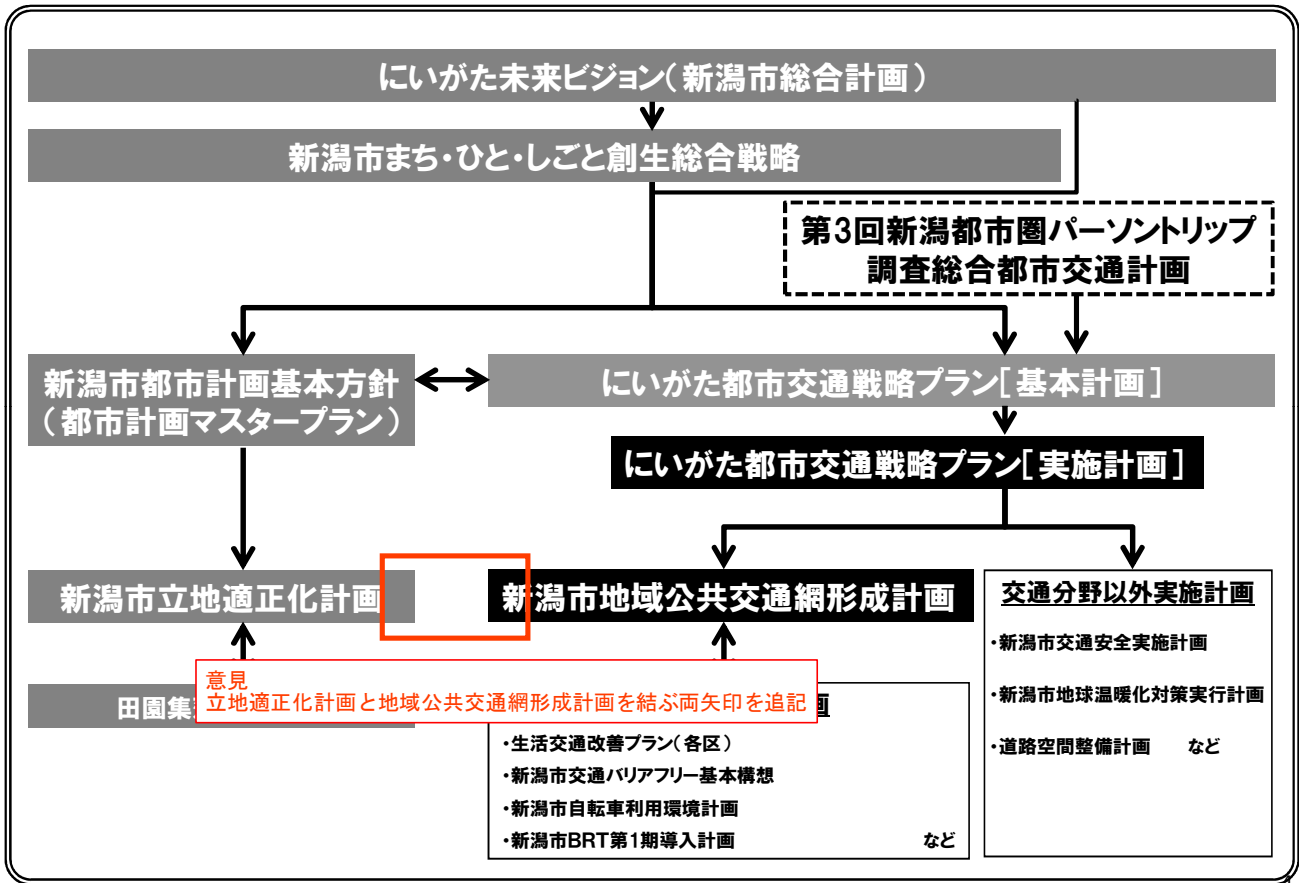 にいがた未来ビジョン(新潟市総合計画)
新潟市まち・ひと・しごと創生総合戦略
第3回新潟都市圏パーソントリップ
調査総合都市交通計画
新潟市都市計画基本方針
(都市計画マスタープラン)
にいがた都市交通戦略プラン[基本計画]
にいがた都市交通戦略プラン[実施計画]
新潟市立地適正化計画
新潟市地域公共交通網形成計画
交通分野以外実施計画
・新潟市交通安全実施計画
・新潟市地球温暖化対策実行計画
・道路空間整備計画 など
意見
立地適正化計画と地域公共交通網形成計画を結ぶ両矢印を追記
田園集
・生活交通改善プラン(各区)
・新潟市交通バリアフリー基本構想
・新潟市自転車利用環境計画
・新潟市BRT第1期導入計画 など